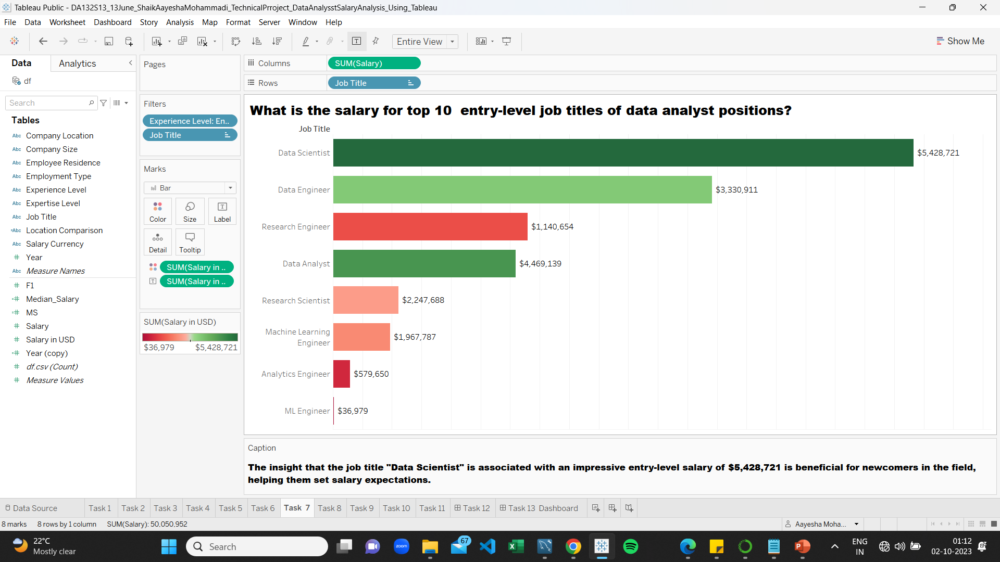 Tableau Public - DA132S13_13June_ShaikAayeshaMohammadi_TechnicalPrroject_DataAnalysstSalaryAnalysis_Using_Tableau
File Data Worksheet Dashboard Story Analysis Map Format Server Window Help
Entire View
Show Me
Data Analytics
df
Search
Tables
Abc Company Location
Abc Company Size
Abc Employee Residence
Abc Employment Type
Abc Experience Level
Abc Expertise Level
Abc Job Title
=Abc Location Comparison
Abc Salary Currency
# Year
Abc Measure Names
# F1
=# Median_Salary
=# MS
# Salary
# Salary in USD
=# Year (copy)
# df.csv (Count)
# Measure Values
Pages
Filters
Experience Level: En..
Job Title
Marks
Bar
Color Size T Label
Detail Tooltip
SUM(Salary in ..
T SUM(Salary in ..
SUM(Salary in USD)
$36,979 $5,428,721
Columns SUM(Salary)
Rows Job Title
What is the salary for top 10  entry-level job titles of data analyst positions?
Job Title
Data Scientist $5,428,721
Data Engineer $3,330,911
Research Engineer $1,140,654
Data Analyst $4,469,139
Research Scientist $2,247,688
Machine Learning
Engineer $1,967,787
Analytics Engineer $579,650
ML Engineer $36,979
Caption
The insight that the job title "Data Scientist" is associated with an impressive entry-level salary of $5,428,721 is beneficial for newcomers in the field,
helping them set salary expectations.
Data Source Task 1 Task 2 Task 3 Task 4 Task 5 Task 6 Task 7 Task 8 Task 9 Task 10 Task 11 Task 12 Task 13 Dashboard
8 marks 8 rows by 1 column SUM(Salary): 50,050,952 Aayesha Moha...
22°C
Mostly clear
Search
zoom
67
ENG
IN
01:12
02-10-2023